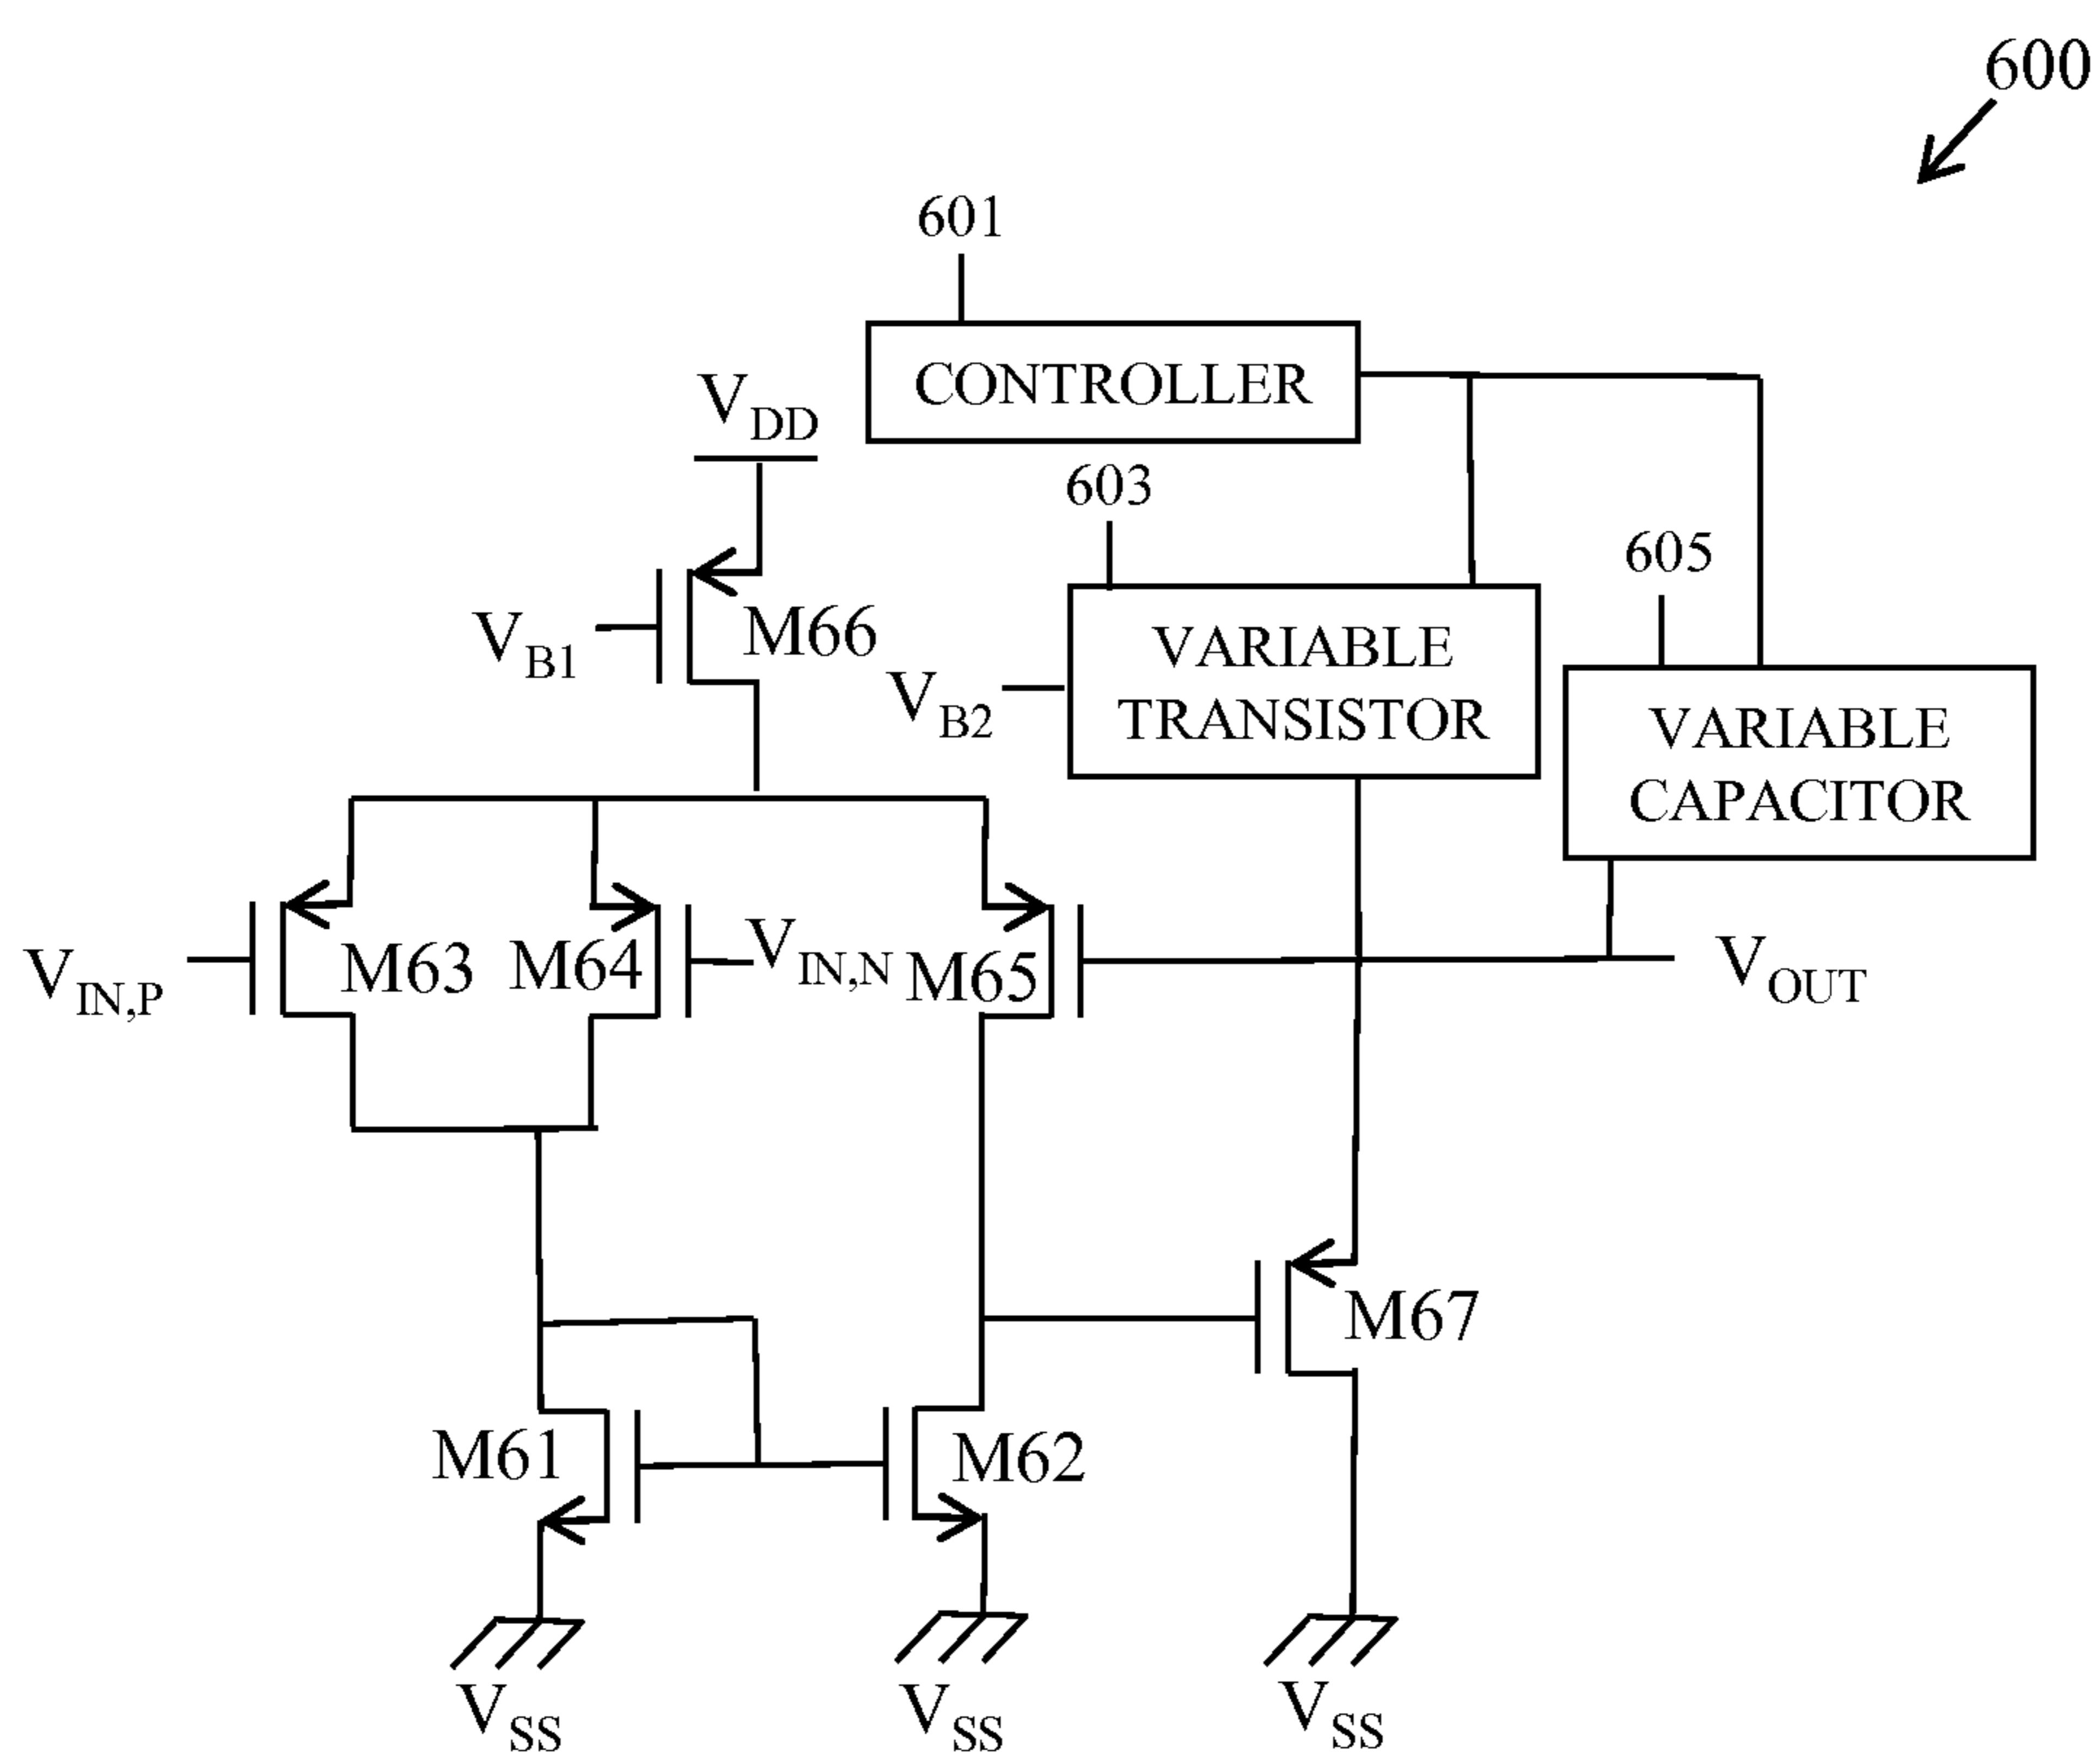 600
601
CONTROLLER
VDD
603
605
VB1
M66
VARIABLE
TRANSISTOR
VB2
VARIABLE
CAPACITOR
VIN,P
M63
M64
VIN,N
M65
VOUT
M67
M61
M62
VSS
VSS
VSS